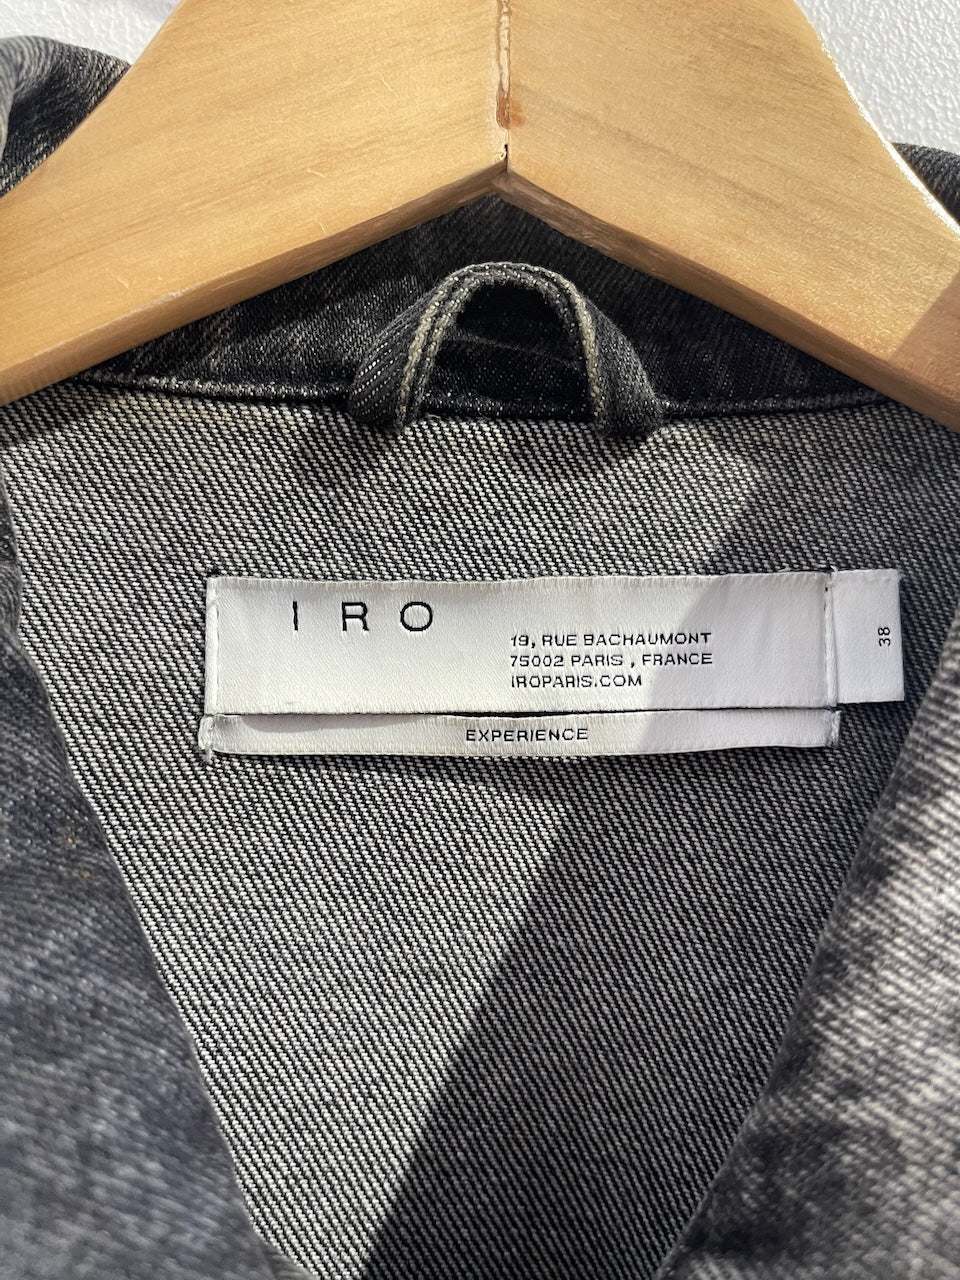 IRO
19, RUE BACHAUMONT
75002 PARIS , FRANCE
IROPARIS.COM
38
EXPERIENCE